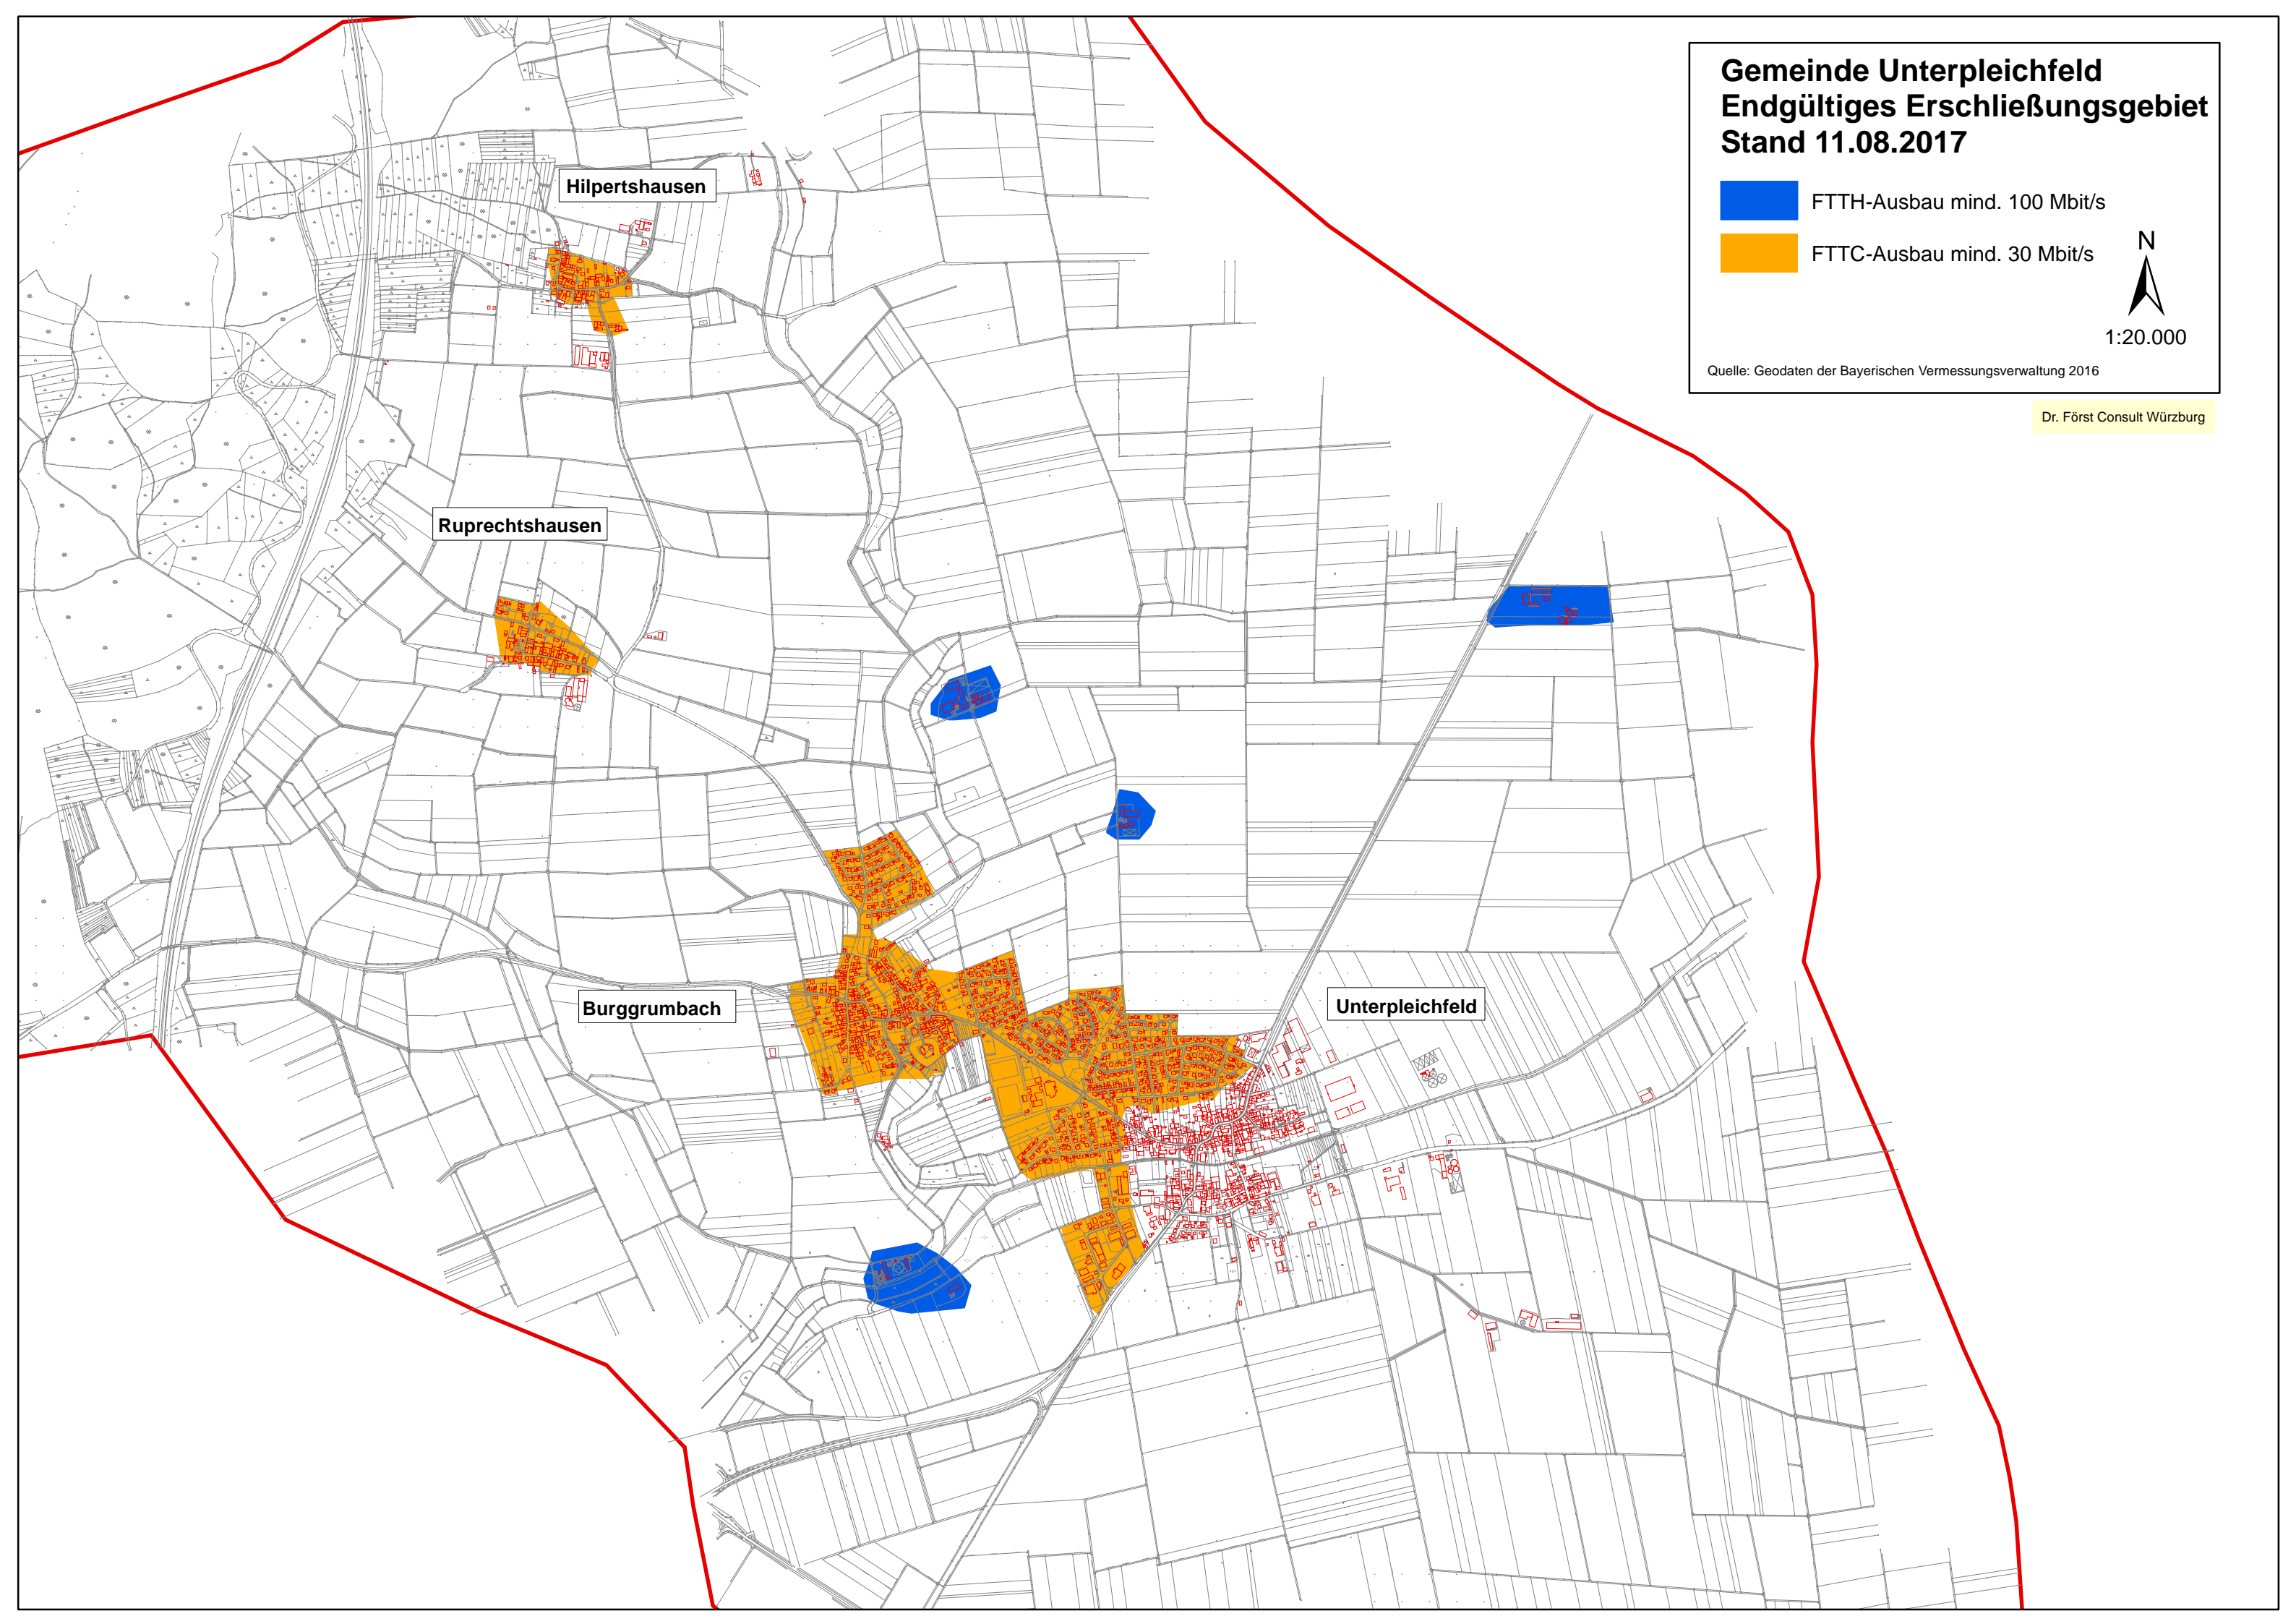 Gemeinde Unterpleichfeld
Endgültiges Erschließungsgebiet
Stand 11.08.2017
FTTH-Ausbau mind. 100 Mbit/s
FTTC-Ausbau mind. 30 Mbit/s
N
1:20.000
Quelle: Geodaten der Bayerischen Vermessungsverwaltung 2016
Dr. Först Consult Würzburg
Hilpertshausen
Ruprechtshausen
Burggrumbach
Unterpleichfeld